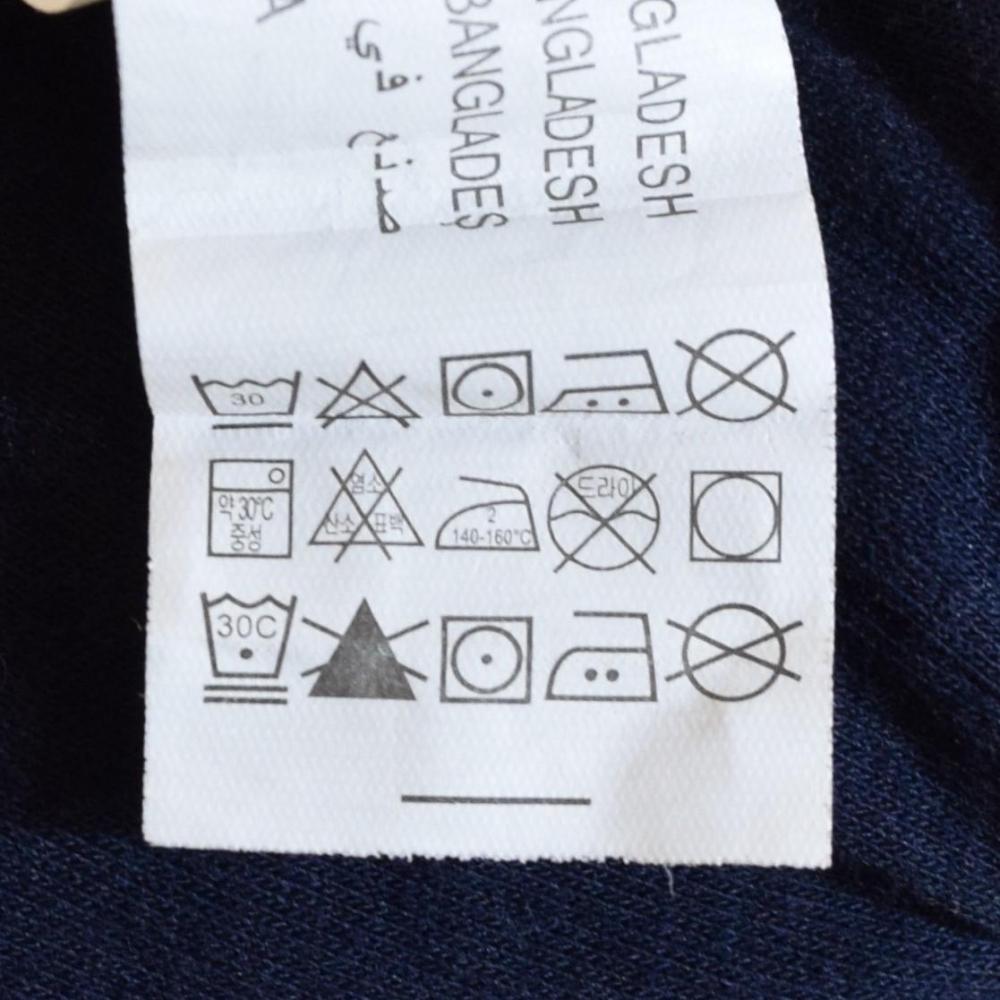 GLADESH
NGLADESH
BANGLADEŞ
صنع في
A
30
약 30℃
중성
염소
산소 표백
2
140-160°C
드라이
30C